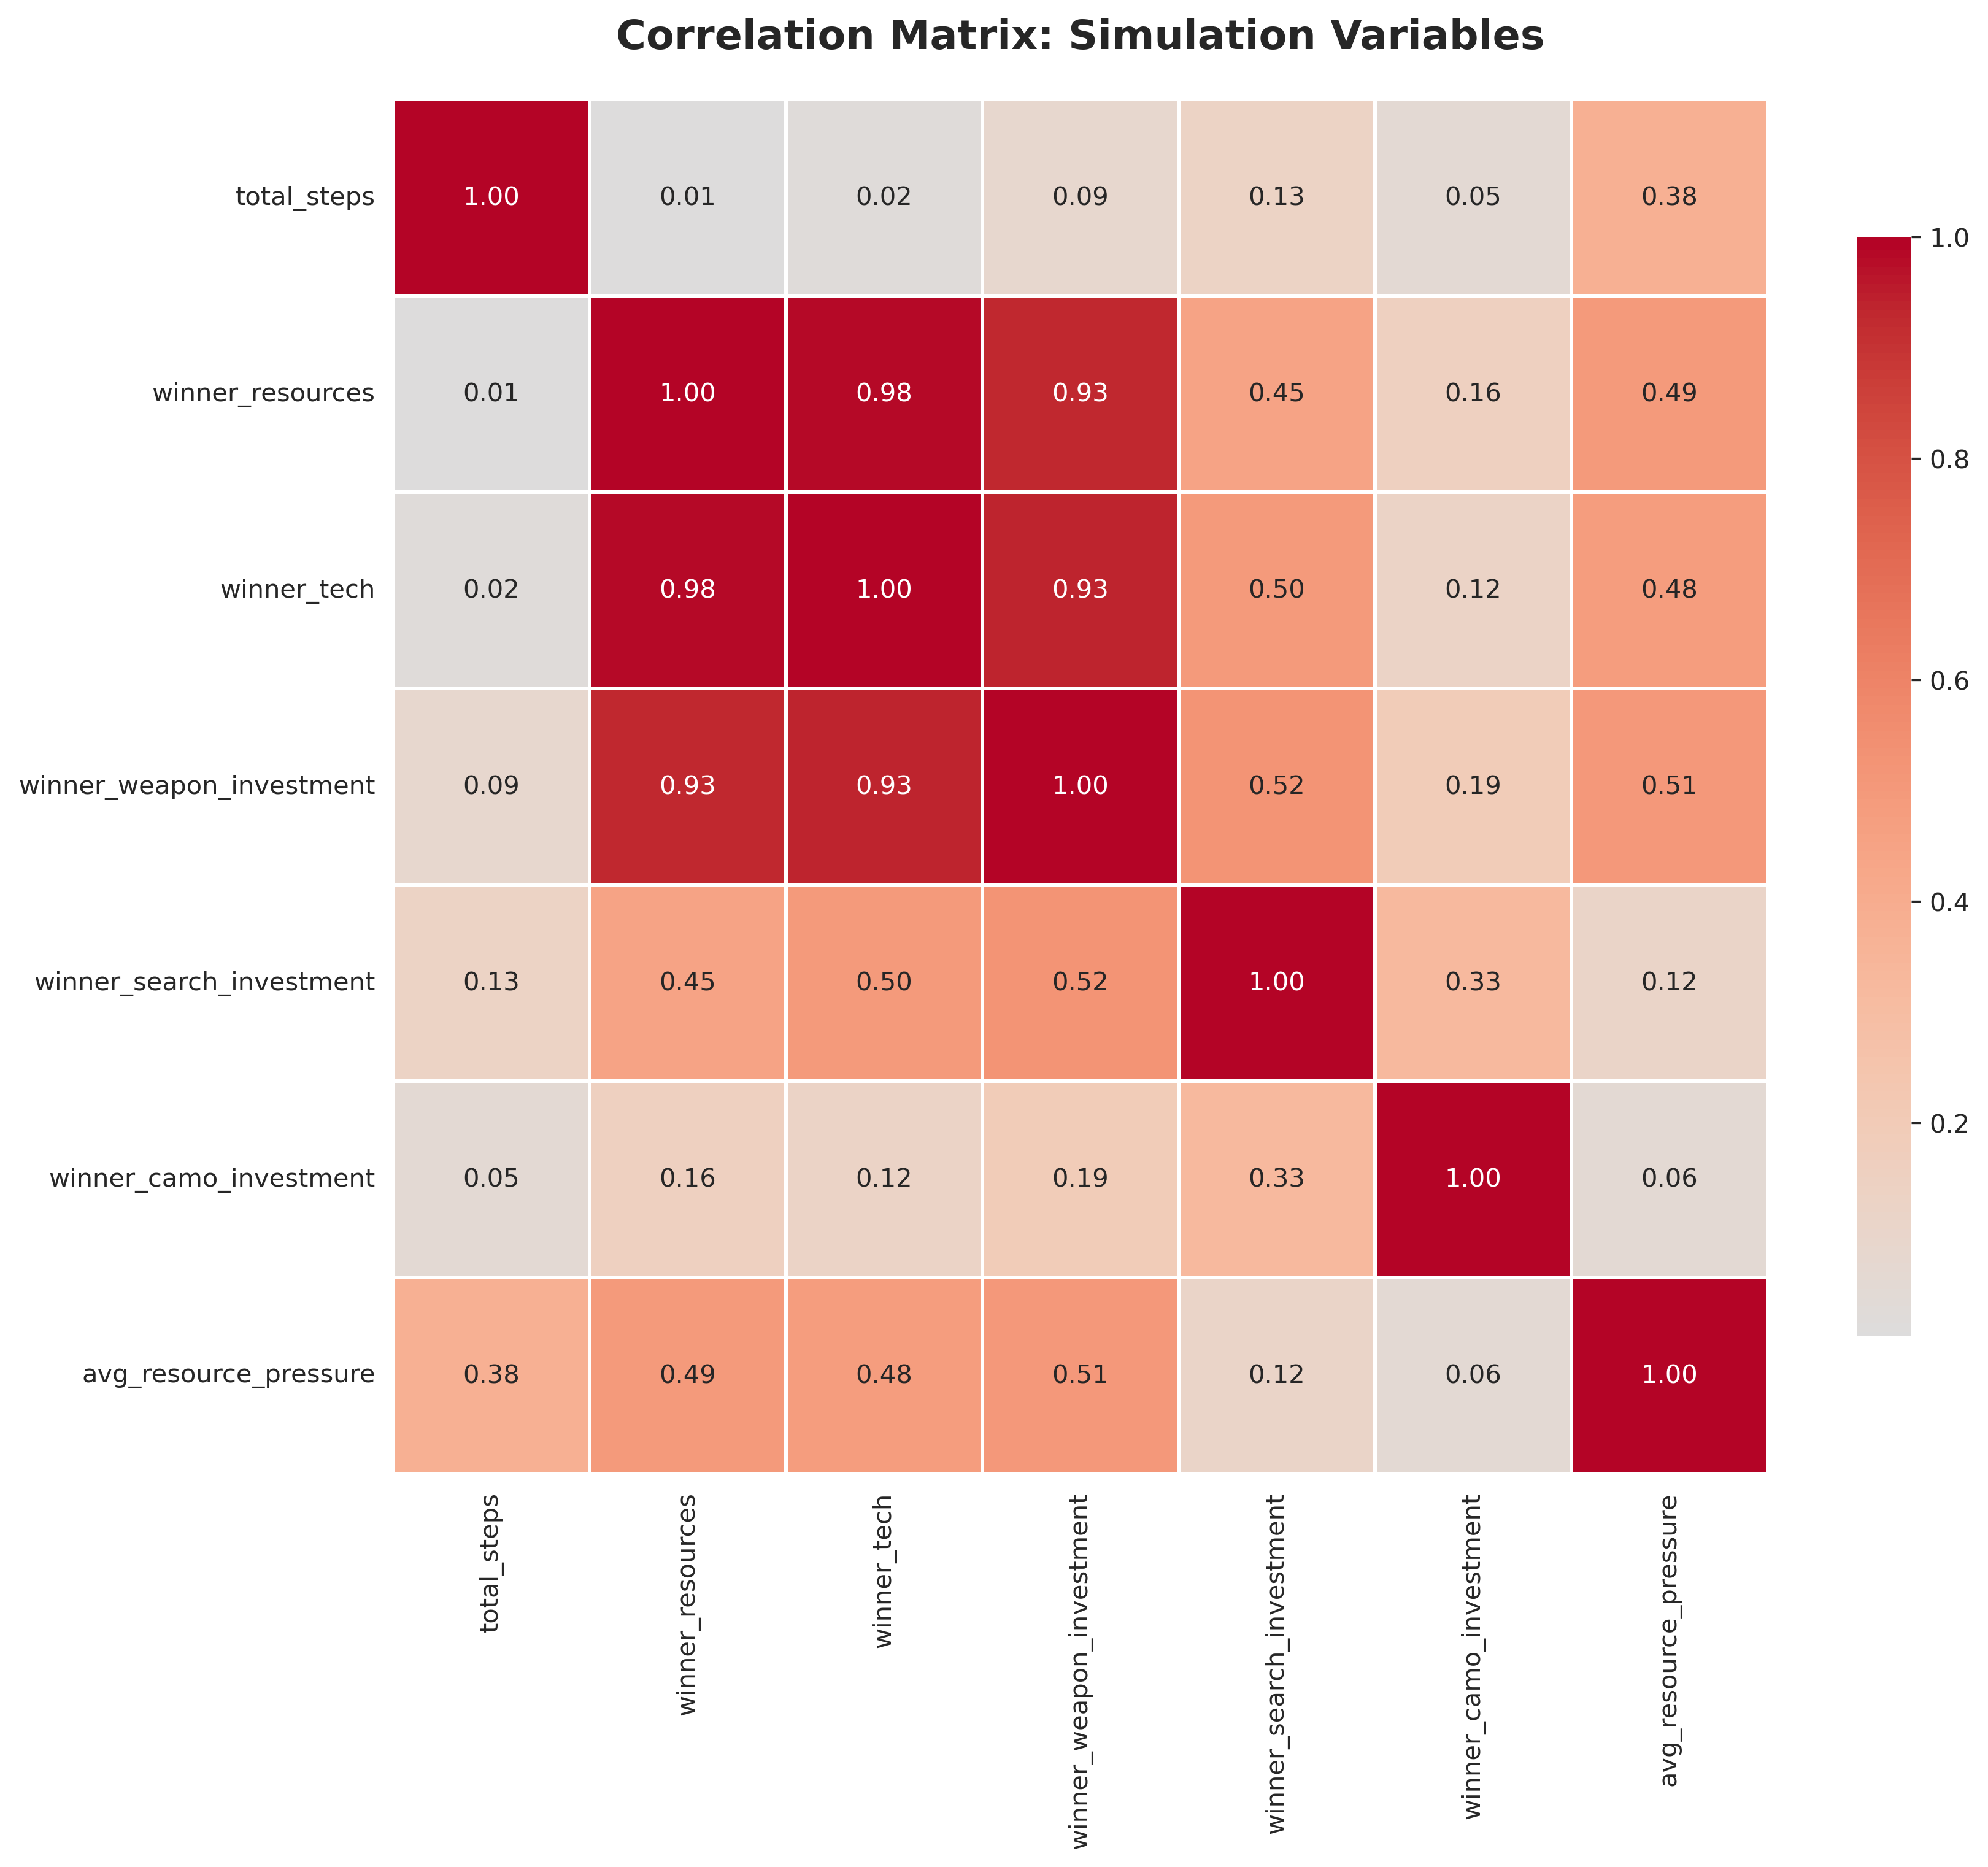 Correlation Matrix: Simulation Variables
total_steps 1.00 0.01 0.02 0.09 0.13 0.05 0.38
winner_resources 0.01 1.00 0.98 0.93 0.45 0.16 0.49
winner_tech 0.02 0.98 1.00 0.93 0.50 0.12 0.48
winner_weapon_investment 0.09 0.93 0.93 1.00 0.52 0.19 0.51
winner_search_investment 0.13 0.45 0.50 0.52 1.00 0.33 0.12
winner_camo_investment 0.05 0.16 0.12 0.19 0.33 1.00 0.06
avg_resource_pressure 0.38 0.49 0.48 0.51 0.12 0.06 1.00
total_steps
winner_resources
winner_tech
winner_weapon_investment
winner_search_investment
winner_camo_investment
avg_resource_pressure
1.0
0.8
0.6
0.4
0.2